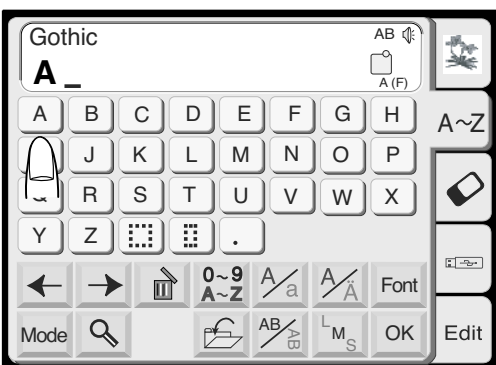 Gothic AB
A _ A (F)
A B C D E F G H A~Z
J K L M N O P
R S T U V W X
Y Z .
0~9
A~Z A/a A/Ä Font
Mode AB/AB L M S OK Edit